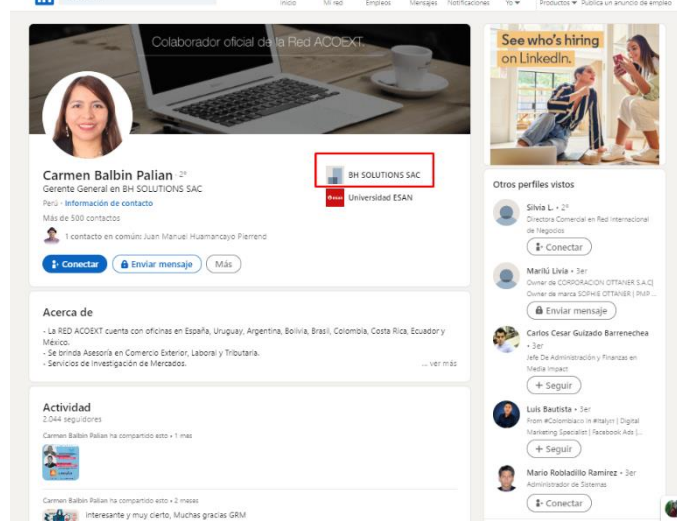 Inicio Mi red Empleos Mensajes Notificaciones Yo Productos Publica un anuncio de empleo
Colaborador oficial de la Red ACOEXT.
Carmen Balbin Palian · 2º
Gerente General en BH SOLUTIONS SAC
Perú · Información de contacto
Más de 500 contactos
1 contacto en común: Juan Manuel Huamancayo Pierrend
Conectar Enviar mensaje Más
BH SOLUTIONS SAC
Universidad ESAN
Acerca de
- La RED ACOEXT cuenta con oficinas en España, Uruguay, Argentina, Bolivia, Brasil, Colombia, Costa Rica, Ecuador y
México.
- Se brinda Asesoría en Comercio Exterior, Laboral y Tributaria.
- Servicios de Investigación de Mercados.
... ver más
Actividad
2.044 seguidores
Carmen Balbin Palian ha compartido esto • 1 mes
Carmen Balbin Palian ha compartido esto • 2 meses
Interesante y muy cierto, Muchas gracias GRM
See who's hiring
on LinkedIn.
Otros perfiles vistos
Silvia L. • 2º
Directora Comercial en Red Internacional
de Negocios
Conectar
Marilú Livia • 3er
Owner de CORPORACION OTTANER S.A.C|
Owner de marca SOPHIE OTTANER | PMP ...
Enviar mensaje
Carlos Cesar Guizado Barrenechea
• 3er
Jefe De Administración y Finanzas en
Media Impact
+ Seguir
Luis Bautista • 3er
From #Colombiaco in #Italyrr | Digital
Marketing Specialist | Facebook Ads |...
+ Seguir
Mario Robladillo Ramirez • 3er
Administrador de Sistemas
Conectar